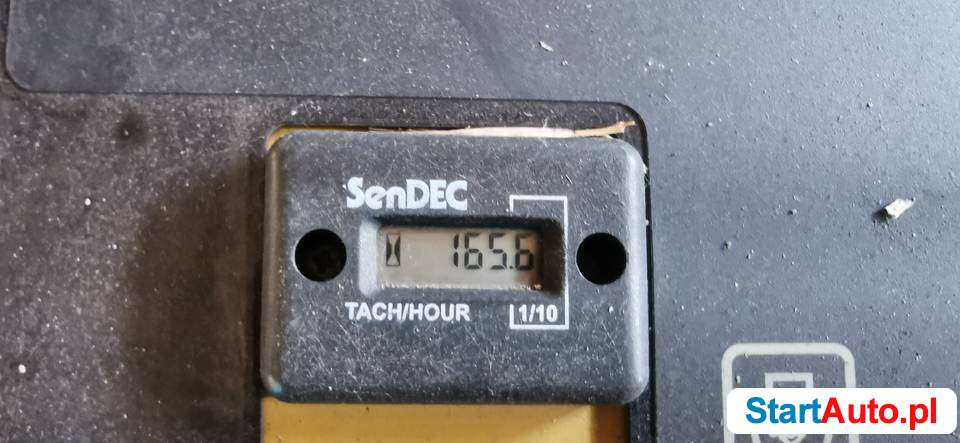 SenDEC
165.6
TACH/HOUR 1/10
StartAuto.pl